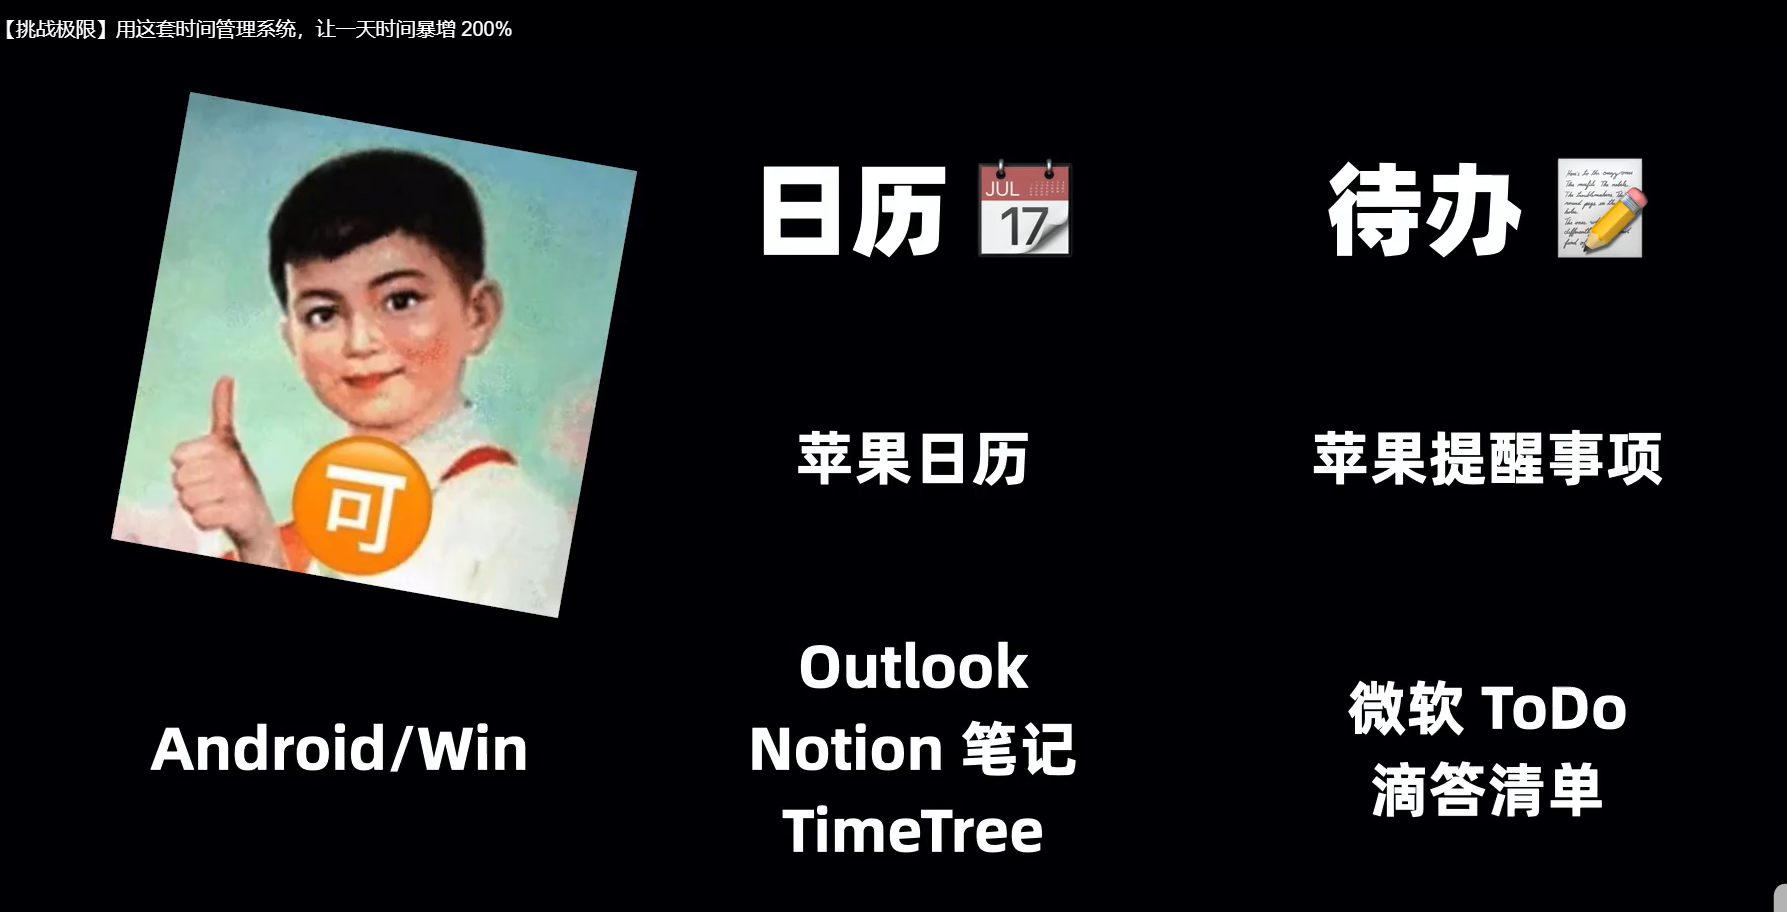 【挑战极限】用这套时间管理系统，让一天时间暴增 200%
日历
JUL
17
待办
可
苹果日历
苹果提醒事项
Android/Win
Outlook
Notion 笔记
TimeTree
微软 ToDo
滴答清单